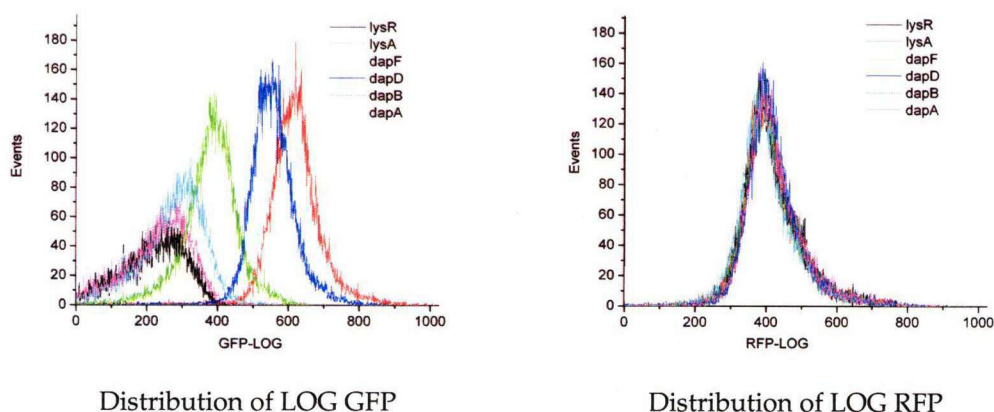 180
160
140
120
100
80
60
40
20
0
Events
lysR
lysA
dapF
dapD
dapB
dapA
0 200 400 600 800 1000
GFP-LOG
Distribution of LOG GFP
180
160
140
120
100
80
60
40
20
0
Events
lysR
lysA
dapF
dapD
dapB
dapA
0 200 400 600 800 1000
RFP-LOG
Distribution of LOG RFP